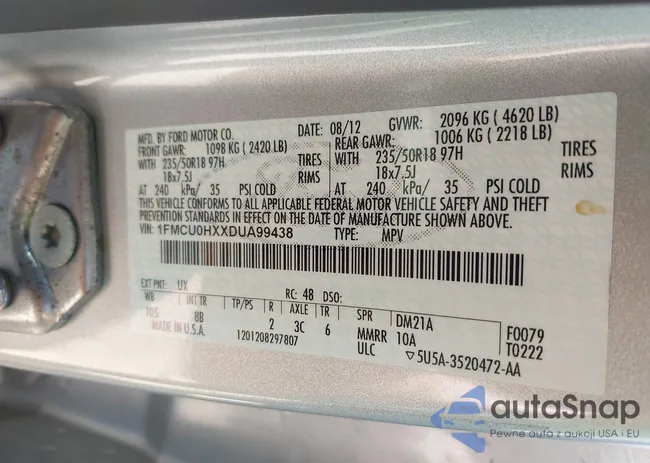 MFD. BY FORD MOTOR CO. DATE: 08/12 GVWR: 2096 KG ( 4620 LB)
FRONT GAWR: 1098 KG ( 2420 LB) REAR GAWR: 1006 KG ( 2218 LB)
WITH 235/50R18 97H TIRES WITH 235/50R18 97H TIRES
18x7.5J RIMS 18x7.5J RIMS
AT 240 kPa/ 35 PSI COLD AT 240 kPa/ 35 PSI COLD
THIS VEHICLE CONFORMS TO ALL APPLICABLE FEDERAL MOTOR VEHICLE SAFETY AND THEFT
PREVENTION STANDARDS IN EFFECT ON THE DATE OF MANUFACTURE SHOWN ABOVE.
VIN: 1FMCU0HXXDUA99438 TYPE: MPV
EXT PNT: UX RC: 48 DSO:
WB INT TR TP/PS R AXLE TR SPR DM21A F0079
TDS 8B 2 3C 6 MMRR 10A T0222
MADE IN U.S.A. 1201208297807 ULC ▽5U5A-3520472-AA
autaSnap
Pewne auta z aukcji USA i EU